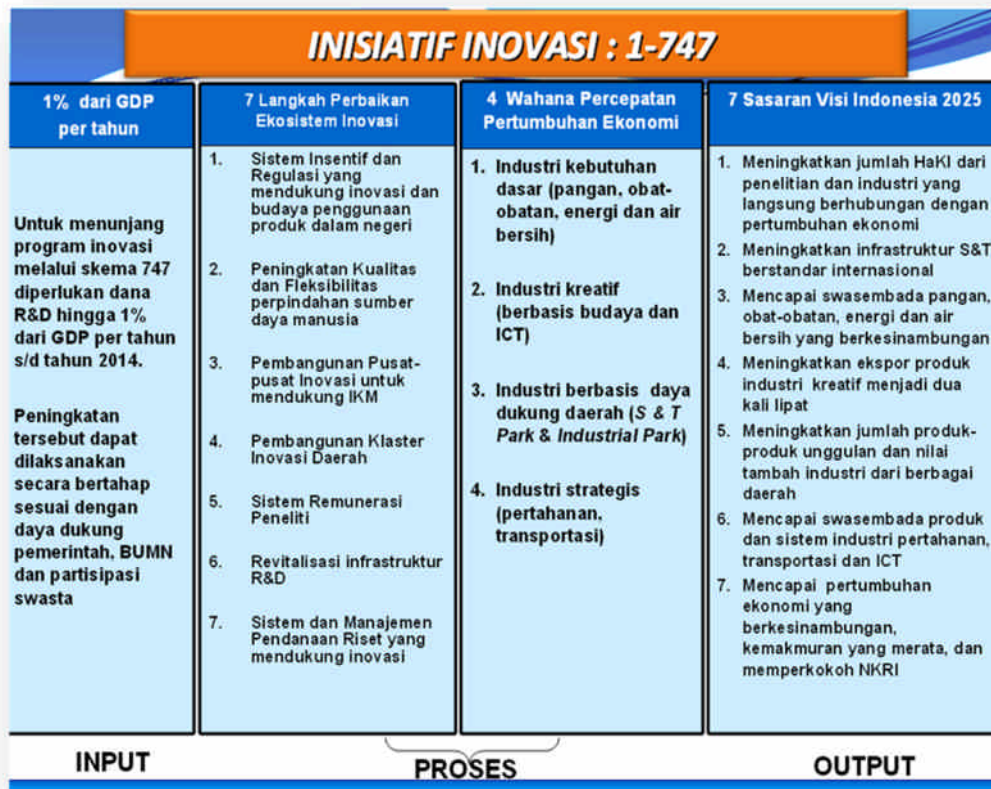 INISIATIF INOVASI : 1-747
1% dari GDP
per tahun
Untuk menunjang
program inovasi
melalui skema 747
diperlukan dana
R&D hingga 1%
dari GDP per tahun
s/d tahun 2014.
Peningkatan
tersebut dapat
dilaksanakan
secara bertahap
sesuai dengan
daya dukung
pemerintah, BUMN
dan partisipasi
swasta
7 Langkah Perbaikan
Ekosistem Inovasi
1. Sistem Insentif dan
Regulasi yang
mendukung inovasi dan
budaya penggunaan
produk dalam negeri
2. Peningkatan Kualitas
dan Fleksibilitas
perpindahan sumber
daya manusia
3. Pembangunan Pusat-
pusat Inovasi untuk
mendukung IKM
4. Pembangunan Klaster
Inovasi Daerah
5. Sistem Remunerasi
Peneliti
6. Revitalisasi infrastruktur
R&D
7. Sistem dan Manajemen
Pendanaan Riset yang
mendukung inovasi
4 Wahana Percepatan
Pertumbuhan Ekonomi
1. Industri kebutuhan
dasar (pangan, obat-
obatan, energi dan air
bersih)
2. Industri kreatif
(berbasis budaya dan
ICT)
3. Industri berbasis daya
dukung daerah (S & T
Park & Industrial Park)
4. Industri strategis
(pertahanan,
transportasi)
7 Sasaran Visi Indonesia 2025
1. Meningkatkan jumlah HaKI dari
penelitian dan industri yang
langsung berhubungan dengan
pertumbuhan ekonomi
2. Meningkatkan infrastruktur S&T
berstandar internasional
3. Mencapai swasembada pangan,
obat-obatan, energi dan air
bersih yang berkesinambungan
4. Meningkatkan ekspor produk
industri kreatif menjadi dua
kali lipat
5. Meningkatkan jumlah produk-
produk unggulan dan nilai
tambah industri dari berbagai
daerah
6. Mencapai swasembada produk
dan sistem industri pertahanan,
transportasi dan ICT
7. Mencapai pertumbuhan
ekonomi yang
berkesinambungan,
kemakmuran yang merata, dan
memperkokoh NKRI
INPUT
PROSES
OUTPUT